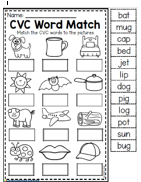 Name:
CVC Word Match
Match the CVC words to the pictures
bat
mug
cap
bed
jet
lip
dog
pig
log
pot
sun
bug